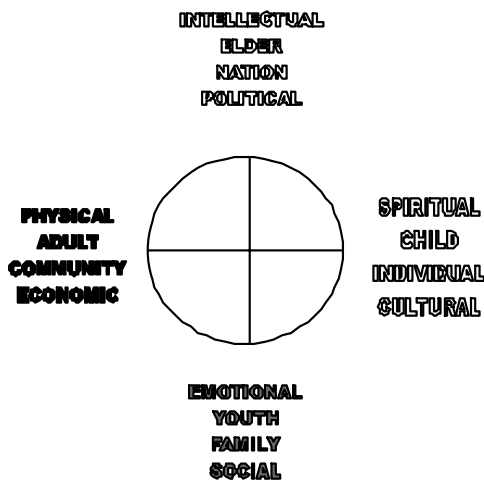 INTELLECTUAL
ELDER
NATION
POLITICAL
PHYSICAL
ADULT
COMMUNITY
ECONOMIC
SPIRITUAL
CHILD
INDIVIDUAL
CULTURAL
EMOTIONAL
YOUTH
FAMILY
SOCIAL